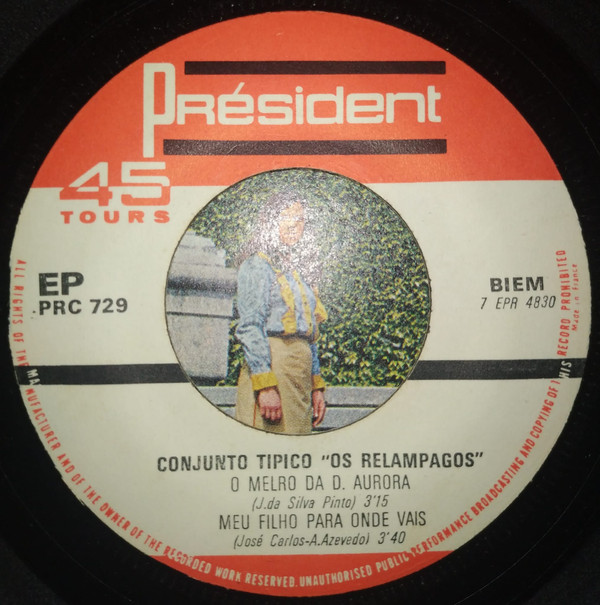 Président
45
TOURS
EP
PRC 729
BIEM
7 EPR 4830
Made in France
CONJUNTO TIPICO "OS RELAMPAGOS"
O MELRO DA D. AURORA
(J.da Silva Pinto) 3'15
MEU FILHO PARA ONDE VAIS
(José Carlos-A.Azevedo) 3'40
ALL RIGHTS OF THE MANUFACTURER AND OF THE OWNER OF THE RECORDED WORK RESERVED.UNAUTHORISED PUBLIC PERFORMANCE BROADCASTING AND COPYING OF THIS RECORD PROHIBITED